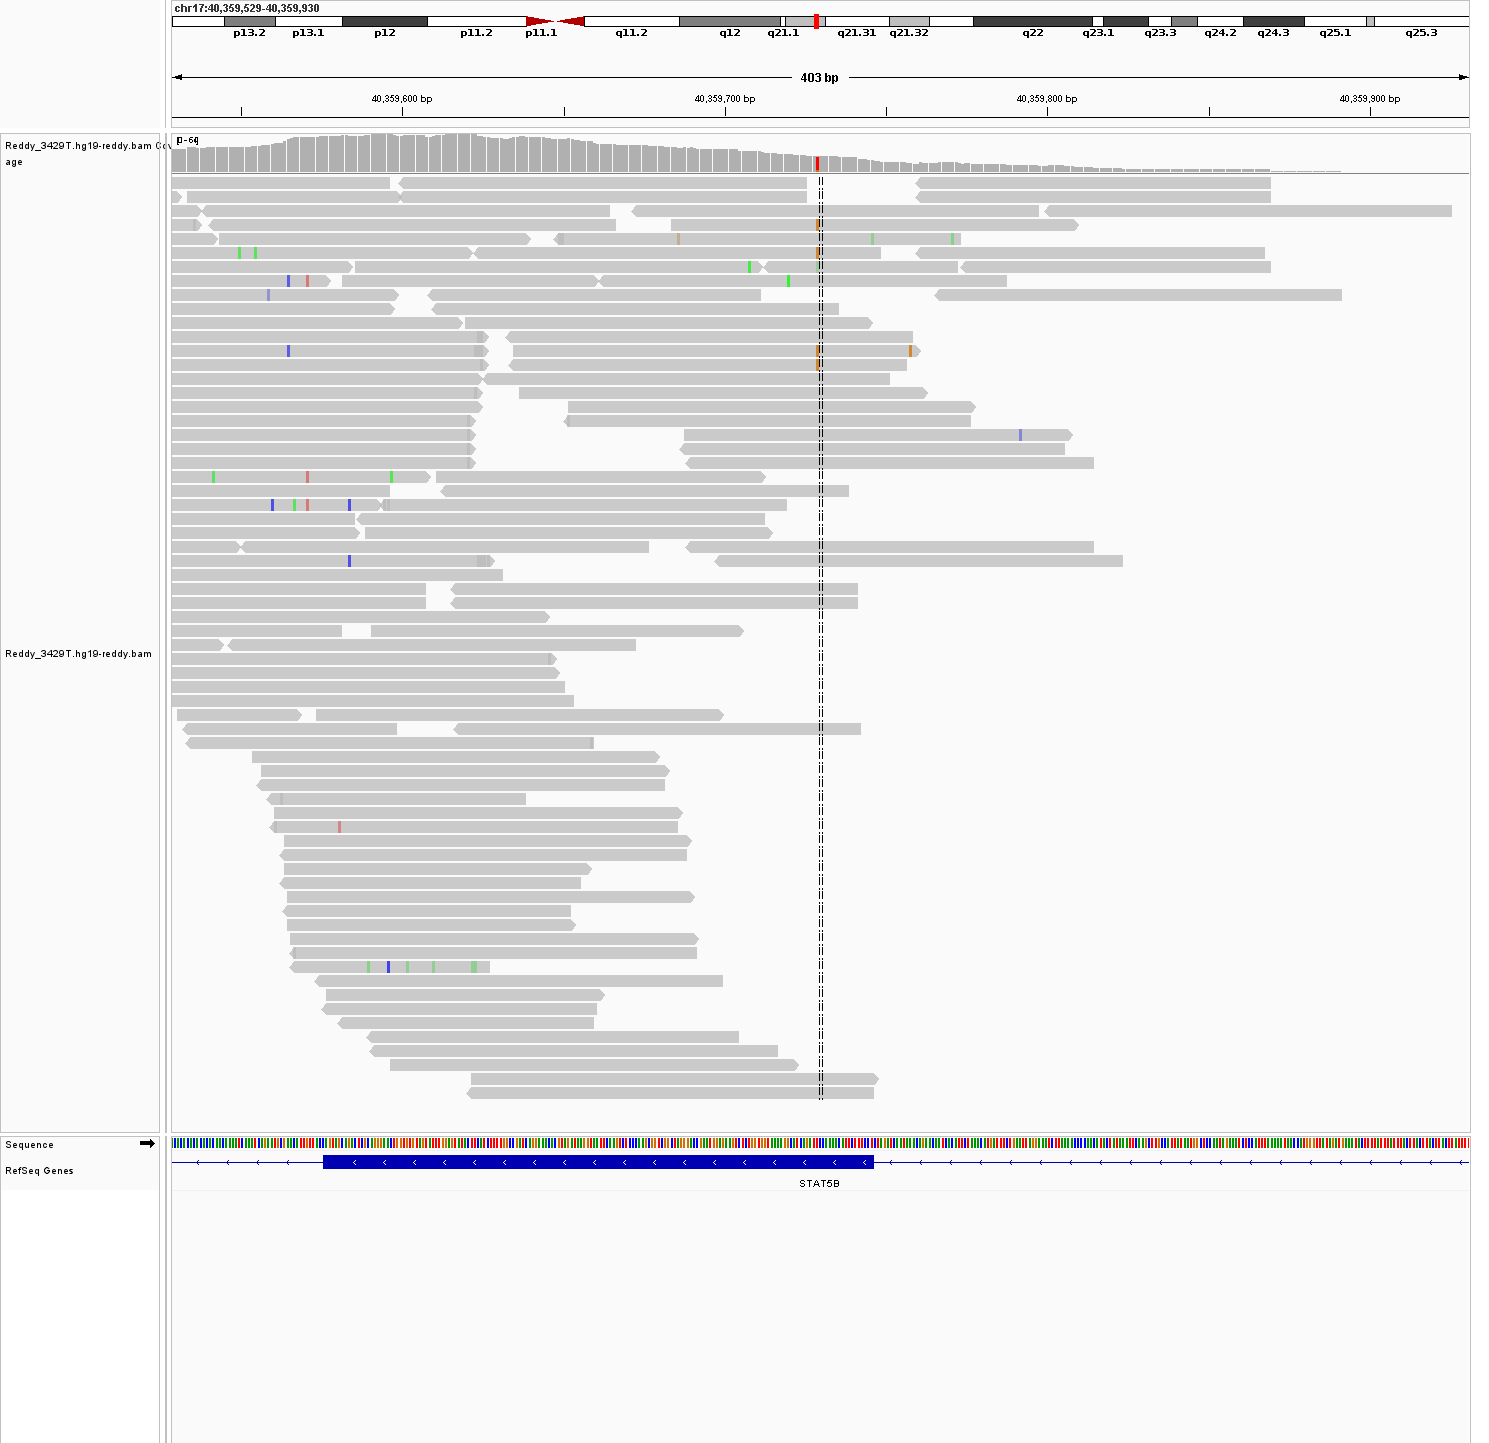 chr17:40,359,529-40,359,930
p13.2 p13.1 p12 p11.2 p11.1 q11.2 q12 q21.1 q21.31 q21.32 q22 q23.1 q23.3 q24.2 q24.3 q25.1 q25.3
403 bp
40,359,600 bp 40,359,700 bp 40,359,800 bp 40,359,900 bp
Reddy_3429T.hg19-reddy.bam Cov
age
Reddy_3429T.hg19-reddy.bam
Sequence
RefSeq Genes
STAT5B